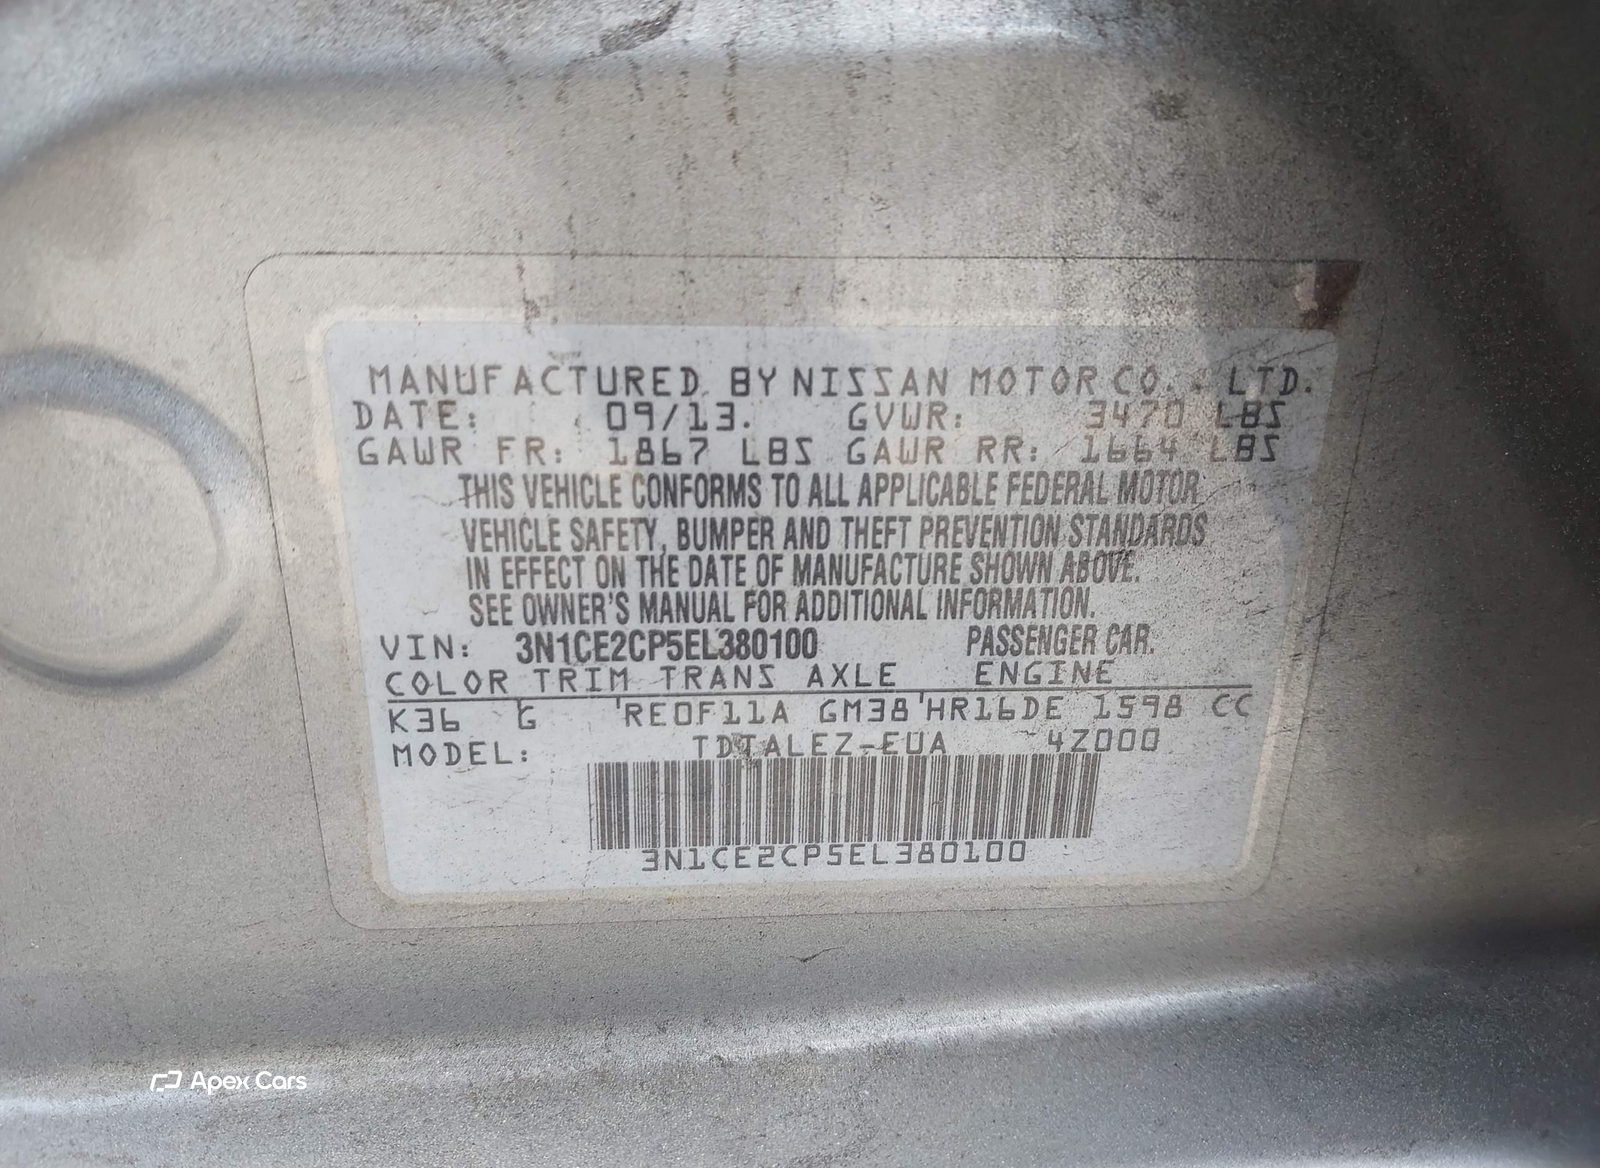 MANUFACTURED BY NISSAN MOTOR CO., LTD.
DATE: 09/13. GVWR: 3470 LBS
GAWR FR: 1867 LBS GAWR RR: 1664 LBS
THIS VEHICLE CONFORMS TO ALL APPLICABLE FEDERAL MOTOR
VEHICLE SAFETY, BUMPER AND THEFT PREVENTION STANDARDS
IN EFFECT ON THE DATE OF MANUFACTURE SHOWN ABOVE.
SEE OWNER'S MANUAL FOR ADDITIONAL INFORMATION.
VIN: 3N1CE2CP5EL380100 PASSENGER CAR.
COLOR TRIM TRANS AXLE ENGINE
K36 G RE0F11A GM38 HR16DE 1598 CC
MODEL: TDTALEZ-EUA 4Z000
3N1CE2CP5EL380100
Apex Cars